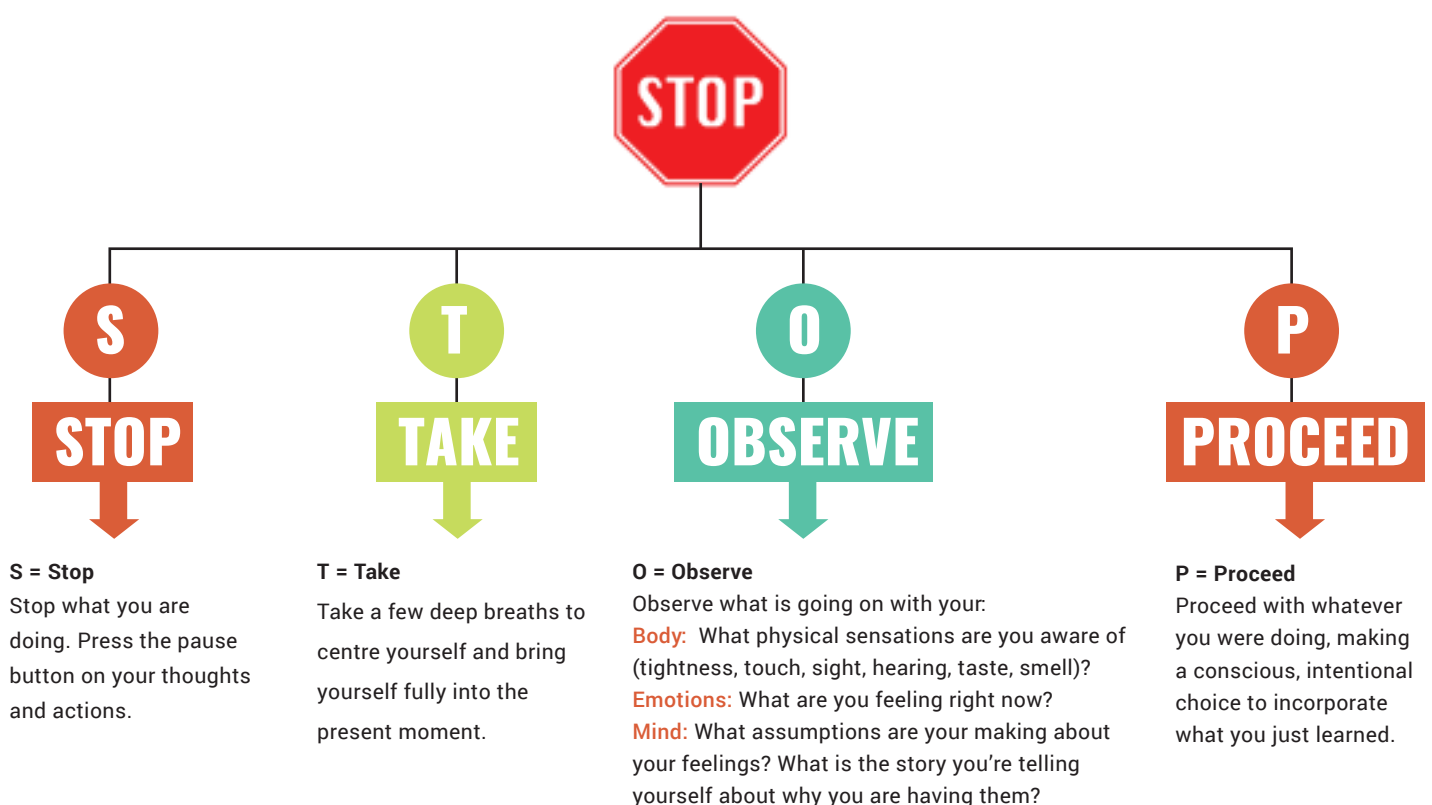 STOP
S
T
O
P
STOP
TAKE
OBSERVE
PROCEED
S = Stop
Stop what you are
doing. Press the pause
button on your thoughts
and actions.
T = Take
Take a few deep breaths to
centre yourself and bring
yourself fully into the
present moment.
O = Observe
Observe what is going on with your:
Body: What physical sensations are you aware of
(tightness, touch, sight, hearing, taste, smell)?
Emotions: What are you feeling right now?
Mind: What assumptions are your making about
your feelings? What is the story you're telling
yourself about why you are having them?
P = Proceed
Proceed with whatever
you were doing, making
a conscious, intentional
choice to incorporate
what you just learned.